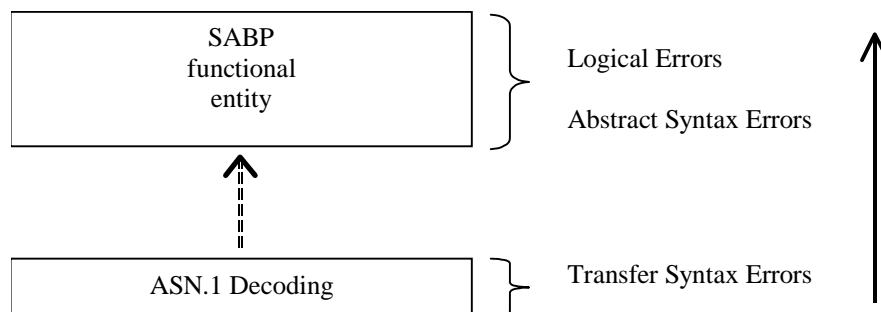 SABP
functional
entity
Logical Errors
Abstract Syntax Errors
ASN.1 Decoding
Transfer Syntax Errors